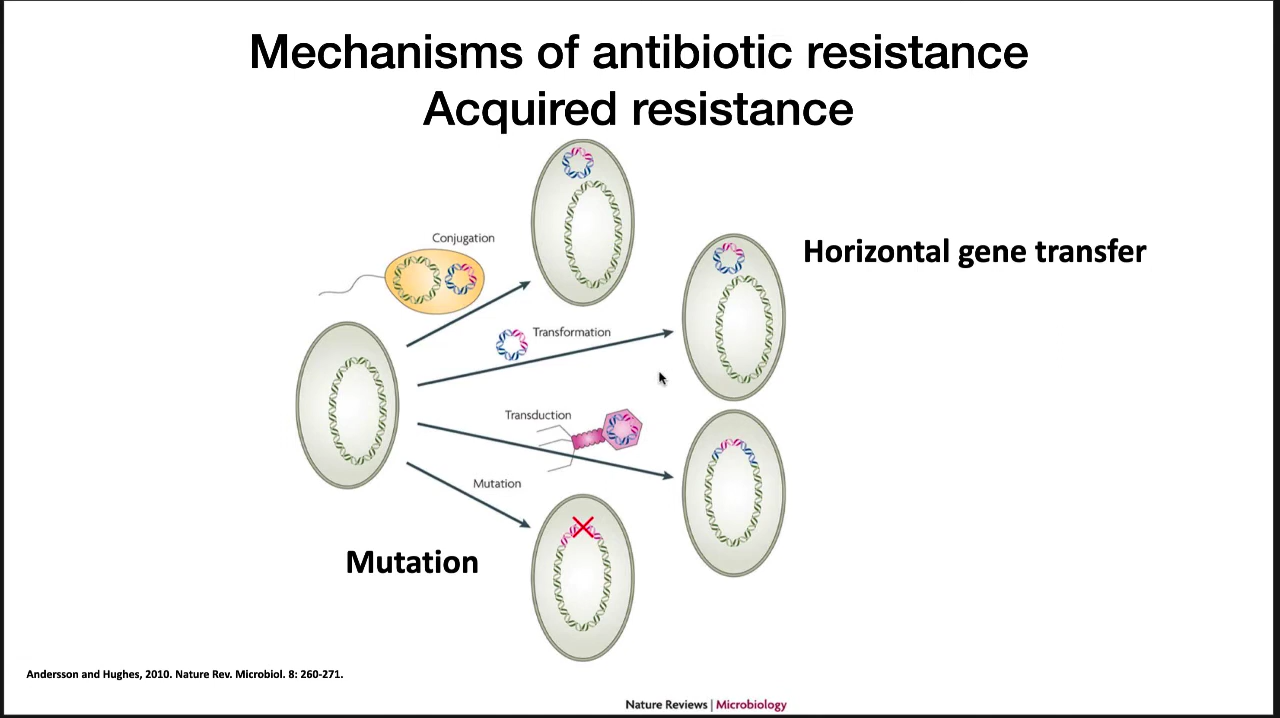 Mechanisms of antibiotic resistance
Acquired resistance
Conjugation
Horizontal gene transfer
Transformation
Transduction
Mutation
Mutation
Andersson and Hughes, 2010. Nature Rev. Microbiol. 8: 260-271.
Nature Reviews | Microbiology